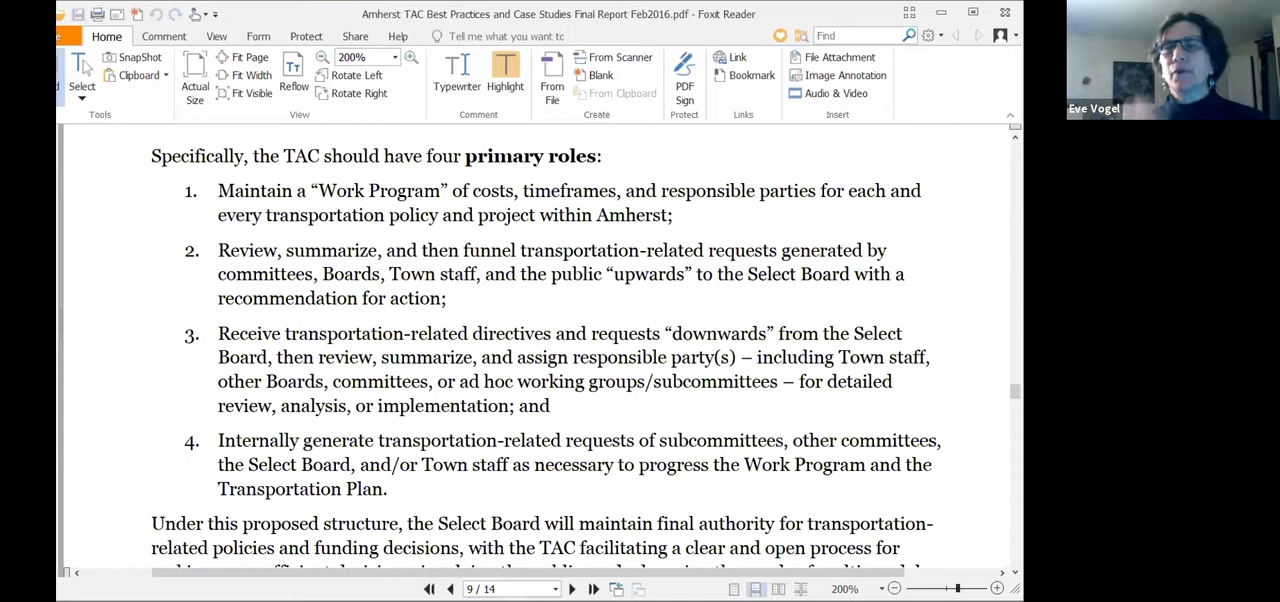 Amherst TAC Best Practices and Case Studies Final Report Feb2016.pdf - Foxit Reader
Home Comment View Form Protect Share Help Tell me what you want to Find
SnapShot
Clipboard
Select
Tools
Actual
Size
Fit Page
Fit Width
Fit Visible
Reflow
200%
Rotate Left
Rotate Right
View
Typewriter Highlight
Comment
From
File
From Scanner
Blank
From Clipboard
Create
PDF
Sign
Protect
Link
Bookmark
Links
File Attachment
Image Annotation
Audio & Video
Insert
Eve Vogel
Specifically, the TAC should have four primary roles:
1. Maintain a “Work Program” of costs, timeframes, and responsible parties for each and
every transportation policy and project within Amherst;
2. Review, summarize, and then funnel transportation-related requests generated by
committees, Boards, Town staff, and the public “upwards” to the Select Board with a
recommendation for action;
3. Receive transportation-related directives and requests “downwards” from the Select
Board, then review, summarize, and assign responsible party(s) – including Town staff,
other Boards, committees, or ad hoc working groups/subcommittees – for detailed
review, analysis, or implementation; and
4. Internally generate transportation-related requests of subcommittees, other committees,
the Select Board, and/or Town staff as necessary to progress the Work Program and the
Transportation Plan.
Under this proposed structure, the Select Board will maintain final authority for transportation-
related policies and funding decisions, with the TAC facilitating a clear and open process for
9 / 14
200%